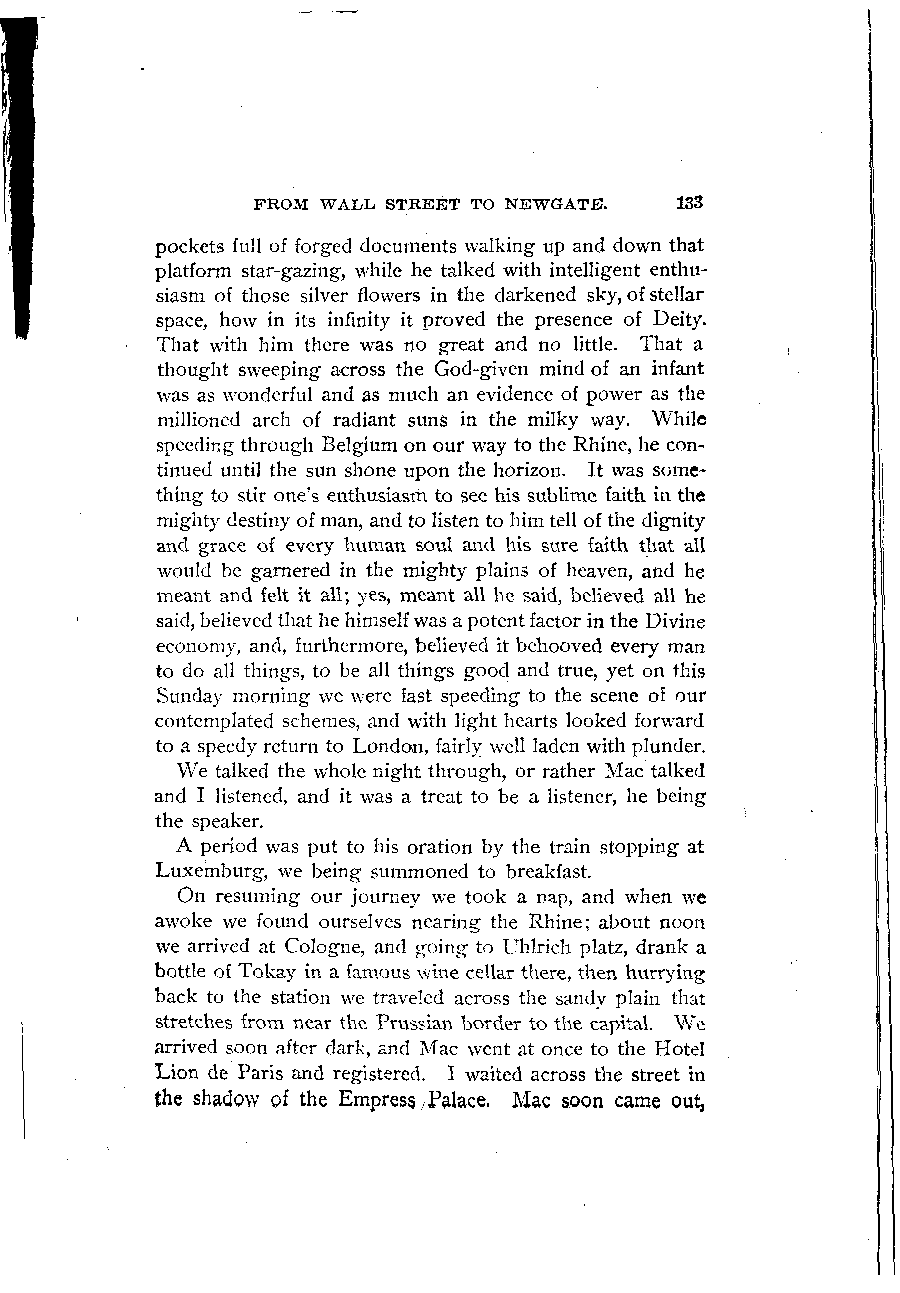 FROM WALL STREET TO NEWGATE. 133
pockets full of forged documents walking up and down that
platform star-gazing, while he talked with intelligent enthu-
siasm of those silver flowers in the darkened sky, of stellar
space, how in its infinity it proved the presence of Deity.
That with him there was no great and no little. That a
thought sweeping across the God-given mind of an infant
was as wonderful and as much an evidence of power as the
millioned arch of radiant suns in the milky way. While
speeding through Belgium on our way to the Rhine, he con-
tinued until the sun shone upon the horizon. It was some-
thing to stir one's enthusiasm to see his sublime faith in the
mighty destiny of man, and to listen to him tell of the dignity
and grace of every human soul and his sure faith that all
would be garnered in the mighty plains of heaven, and he
meant and felt it all; yes, meant all he said, believed all he
said, believed that he himself was a potent factor in the Divine
economy, and, furthermore, believed it behooved every man
to do all things, to be all things good and true, yet on this
Sunday morning we were fast speeding to the scene of our
contemplated schemes, and with light hearts looked forward
to a speedy return to London, fairly well laden with plunder.
We talked the whole night through, or rather Mac talked
and I listened, and it was a treat to be a listener, he being
the speaker.
A period was put to his oration by the train stopping at
Luxemburg, we being summoned to breakfast.
On resuming our journey we took a nap, and when we
awoke we found ourselves nearing the Rhine; about noon
we arrived at Cologne, and going to Uhlrich platz, drank a
bottle of Tokay in a famous wine cellar there, then hurrying
back to the station we traveled across the sandy plain that
stretches from near the Prussian border to the capital. We
arrived soon after dark, and Mac went at once to the Hotel
Lion de Paris and registered. I waited across the street in
the shadow of the Empress Palace. Mac soon came out,